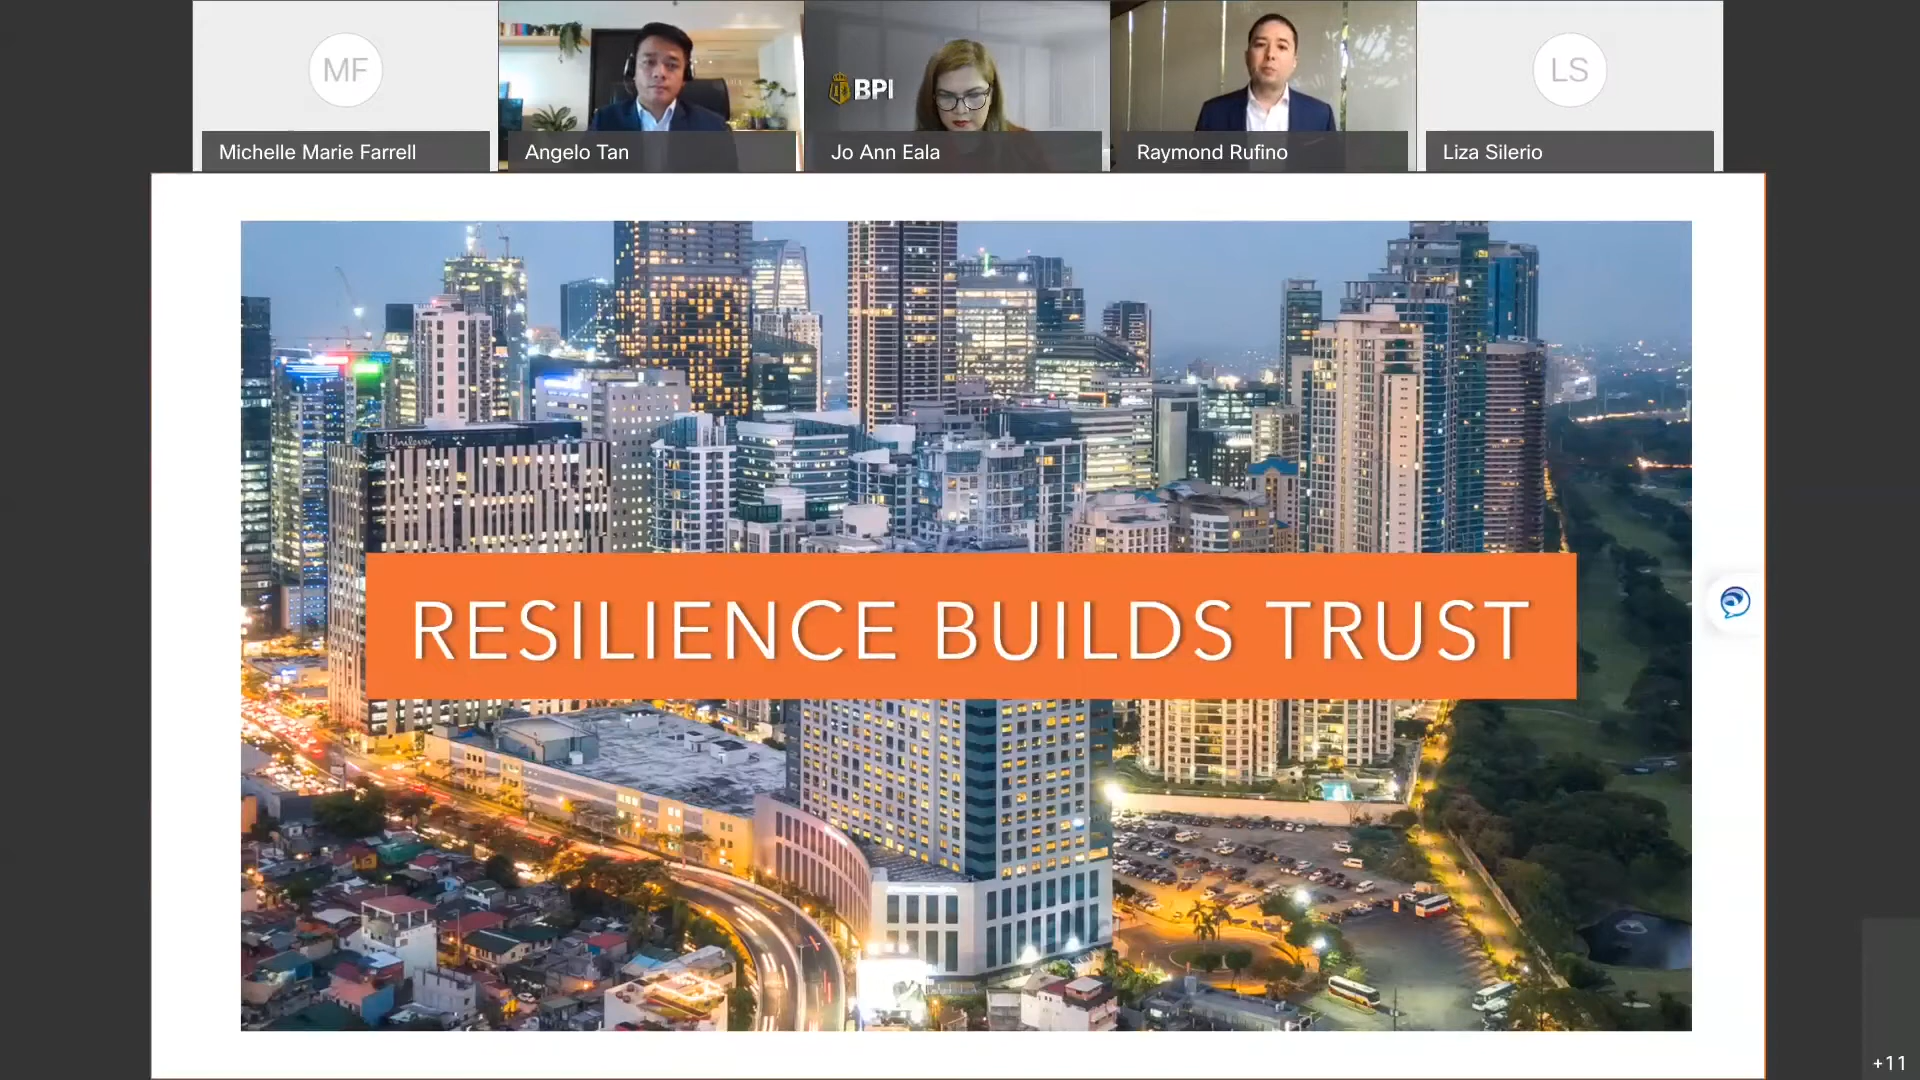 MF
LS
BPI
Michelle Marie Farrell
Angelo Tan
Jo Ann Eala
Raymond Rufino
Liza Silerio
Unilever
RESILIENCE BUILDS TRUST
+11